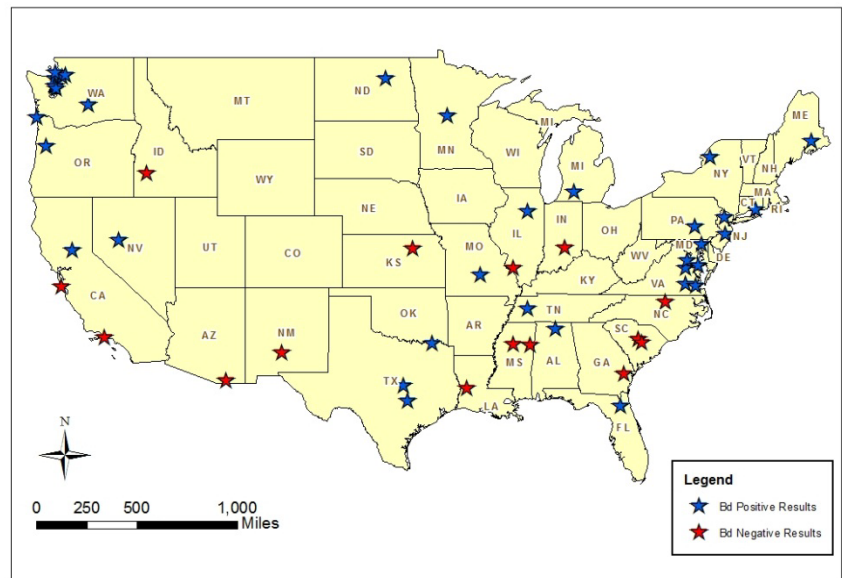 WA
MT
ND
MN
MI
ME
OR
ID
WY
SD
WI
MI
NY
VT
NH
MA
CT
RI
NV
UT
CO
NE
IA
IL
IN
OH
PA
NJ
MD
DE
WV
VA
CA
AZ
NM
KS
MO
KY
OK
AR
TN
NC
SC
TX
LA
MS
AL
GA
FL
N
0 250 500 1,000
Miles
Legend
Bd Positive Results
Bd Negative Results